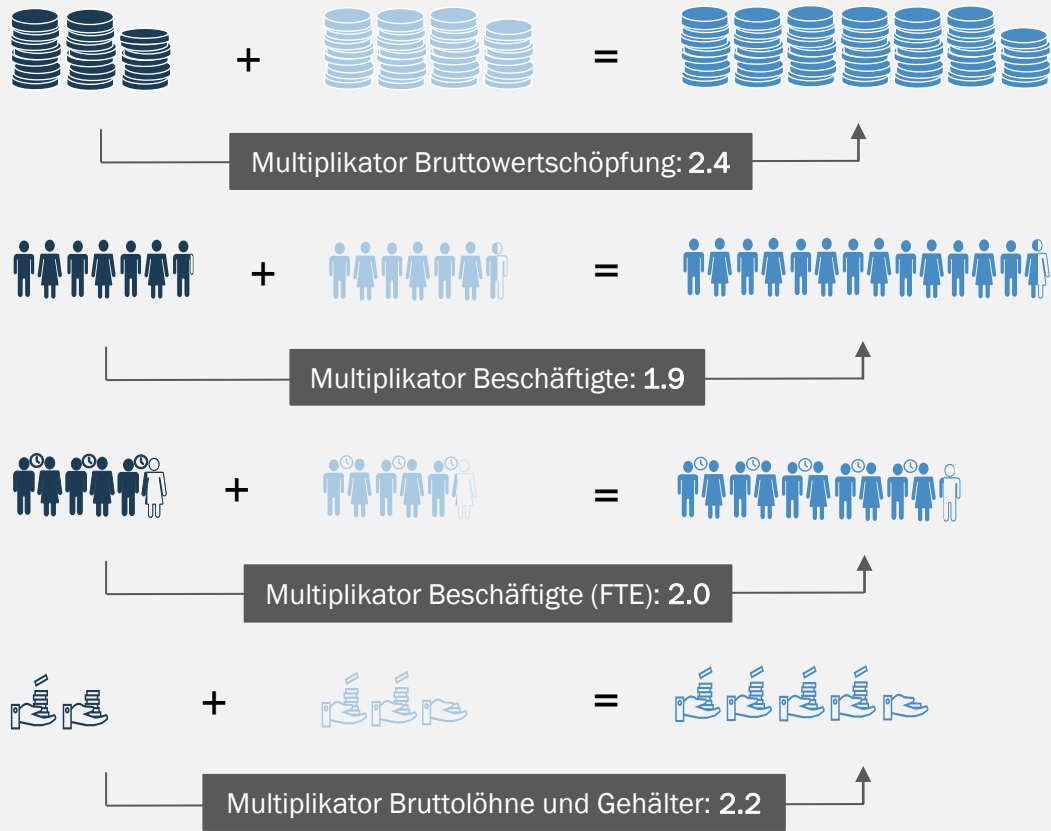 + =
Multiplikator Bruttowertschöpfung: 2.4
+ =
Multiplikator Beschäftigte: 1.9
+ =
Multiplikator Beschäftigte (FTE): 2.0
+ =
Multiplikator Bruttolöhne und Gehälter: 2.2